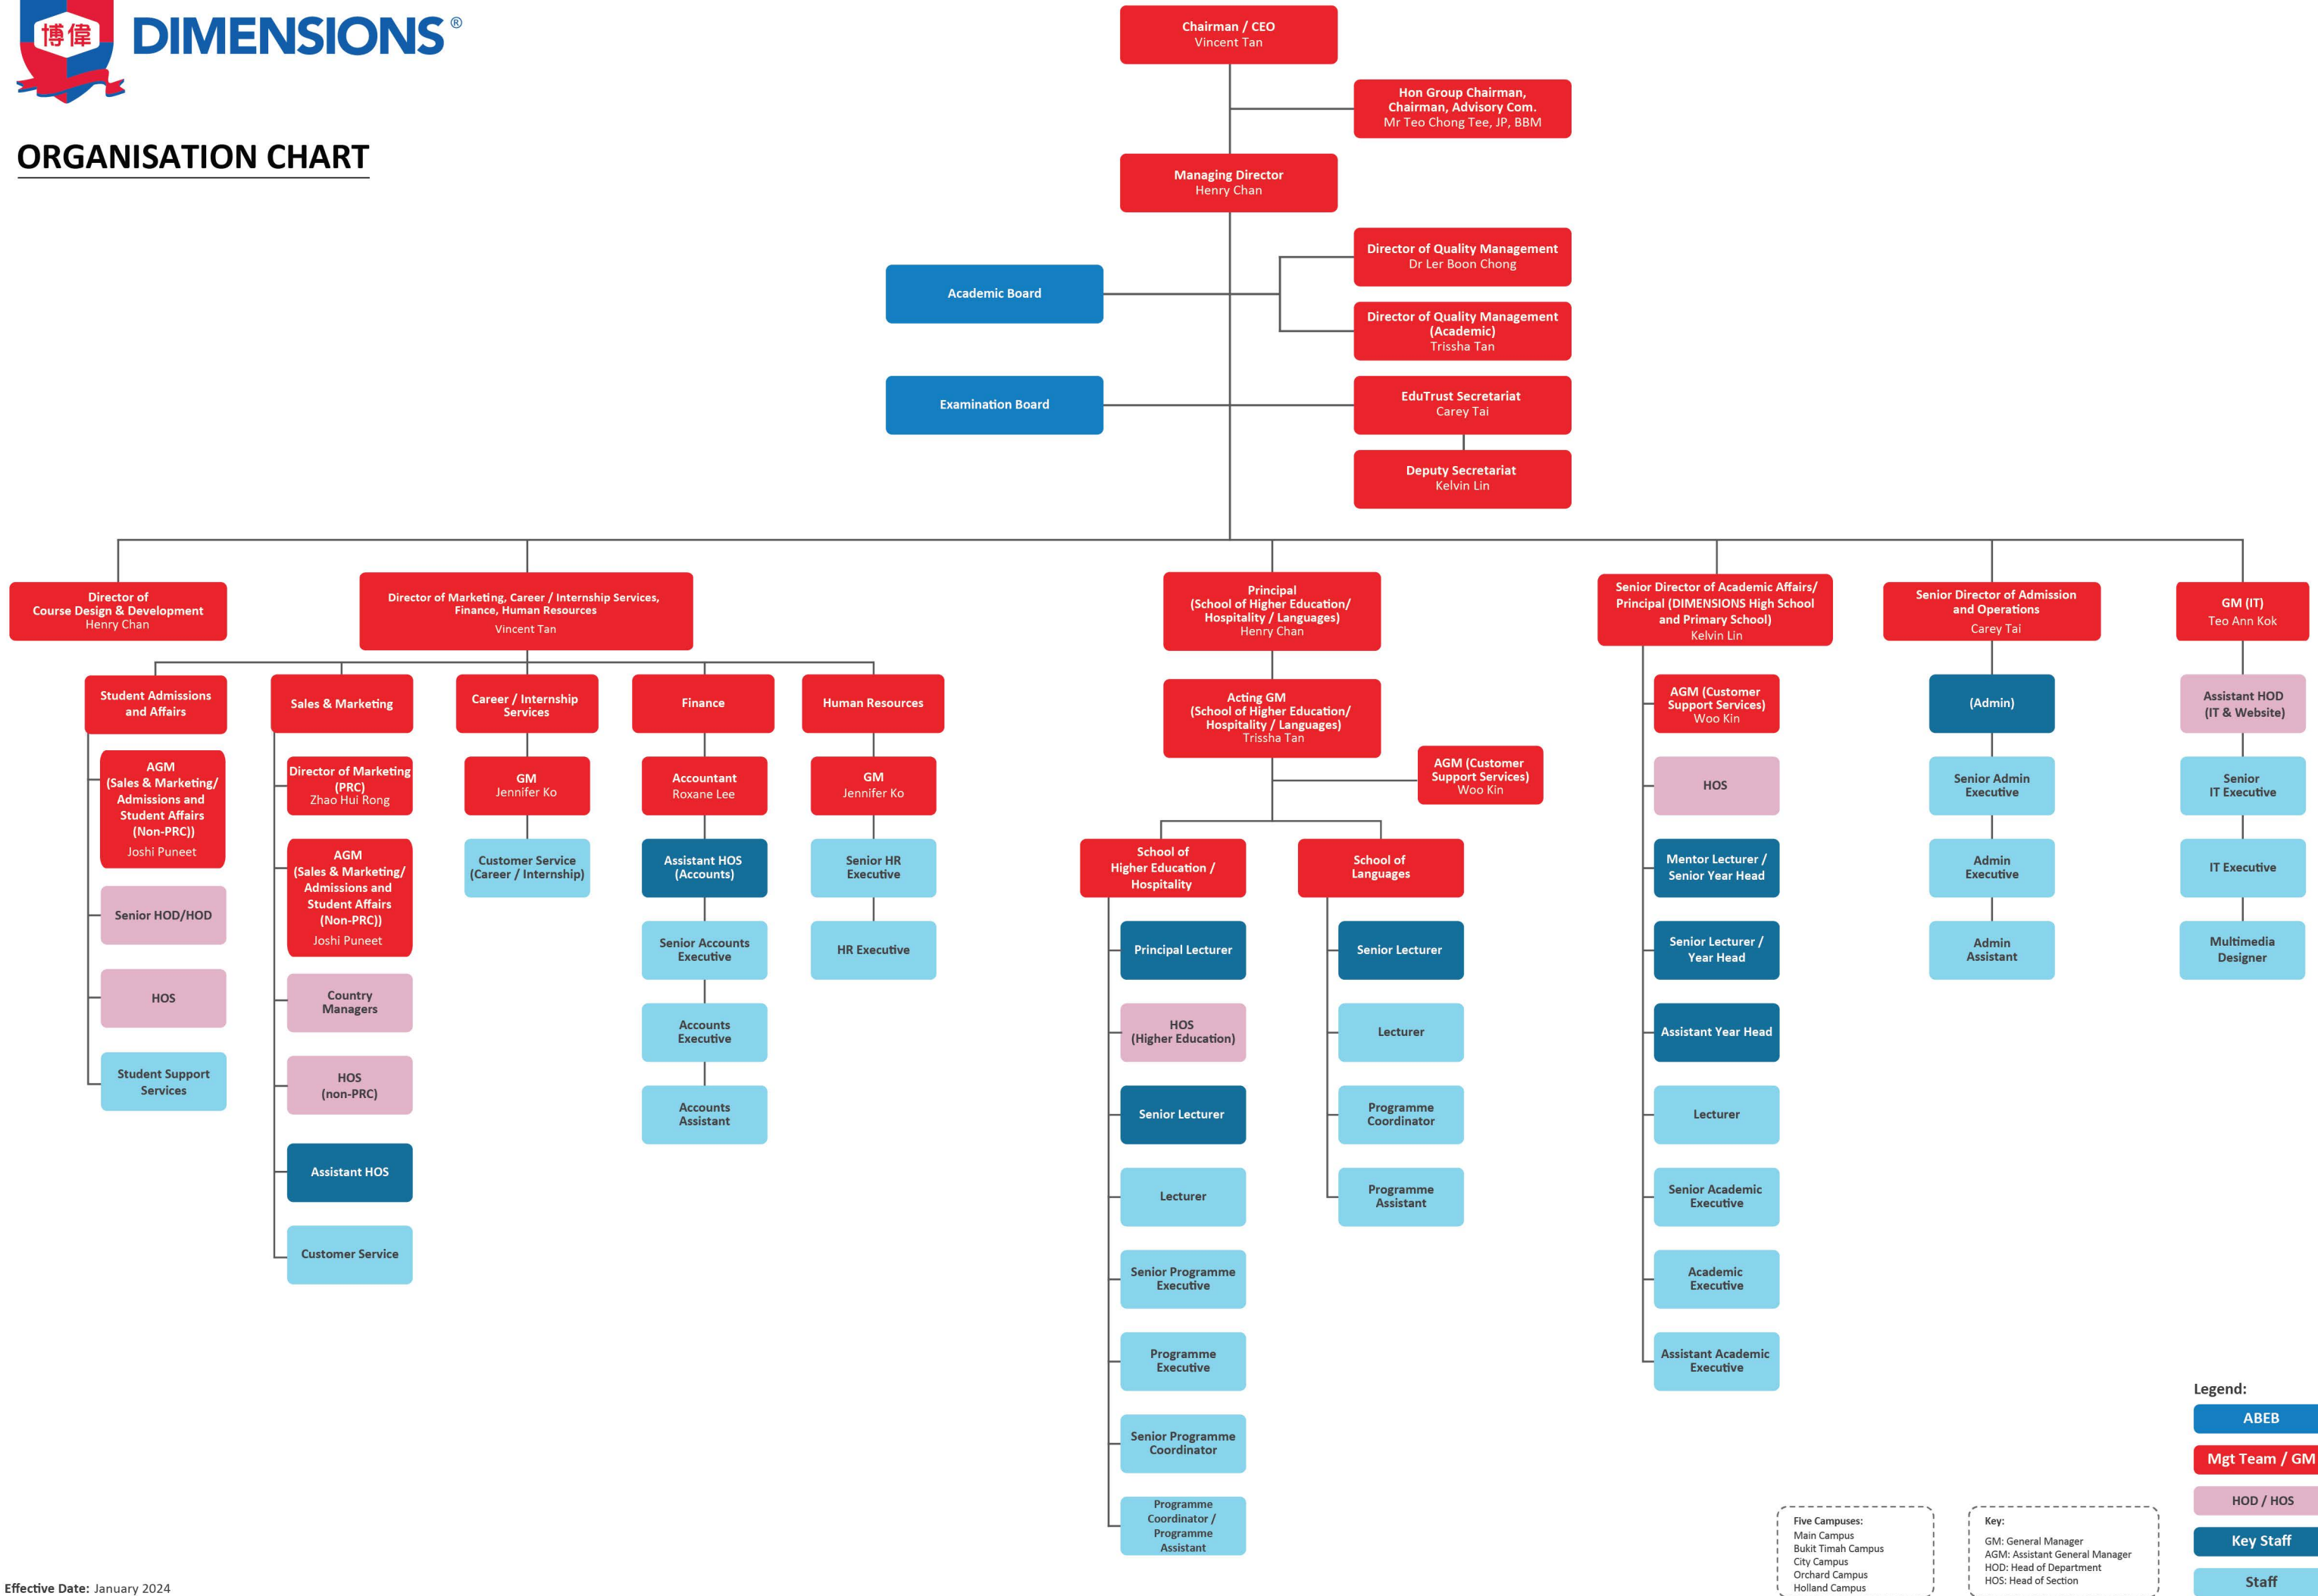 博偉
DIMENSIONS®
ORGANISATION CHART
Chairman / CEO
Vincent Tan
Hon Group Chairman,
Chairman, Advisory Com.
Mr Teo Chong Tee, JP, BBM
Managing Director
Henry Chan
Director of Quality Management
Dr Ler Boon Chong
Academic Board
Director of Quality Management
(Academic)
Trissha Tan
Examination Board
EduTrust Secretariat
Carey Tai
Deputy Secretariat
Kelvin Lin
Director of
Course Design & Development
Henry Chan
Director of Marketing, Career / Internship Services,
Finance, Human Resources
Vincent Tan
Principal
(School of Higher Education/
Hospitality / Languages)
Henry Chan
Senior Director of Academic Affairs/
Principal (DIMENSIONS High School
and Primary School)
Kelvin Lin
Senior Director of Admission
and Operations
Carey Tai
GM (IT)
Teo Ann Kok
Student Admissions
and Affairs
AGM
(Sales & Marketing/
Admissions and
Student Affairs
(Non-PRC))
Joshi Puneet
Senior HOD/HOD
HOS
Student Support
Services
Sales & Marketing
Director of Marketing
(PRC)
Zhao Hui Rong
AGM
(Sales & Marketing/
Admissions and
Student Affairs
(Non-PRC))
Joshi Puneet
Country
Managers
HOS
(non-PRC)
Assistant HOS
Customer Service
Career / Internship
Services
GM
Jennifer Ko
Customer Service
(Career / Internship)
Finance
Accountant
Roxane Lee
Assistant HOS
(Accounts)
Senior Accounts
Executive
Accounts
Executive
Accounts
Assistant
Human Resources
GM
Jennifer Ko
Senior HR
Executive
HR Executive
Acting GM
(School of Higher Education/
Hospitality / Languages)
Trissha Tan
AGM (Customer
Support Services)
Woo Kin
School of
Higher Education /
Hospitality
Principal Lecturer
HOS
(Higher Education)
Senior Lecturer
Lecturer
Senior Programme
Executive
Programme
Executive
Senior Programme
Coordinator
Programme
Coordinator /
Programme
Assistant
School of
Languages
Senior Lecturer
Lecturer
Programme
Coordinator
Programme
Assistant
AGM (Customer
Support Services)
Woo Kin
HOS
Mentor Lecturer /
Senior Year Head
Senior Lecturer /
Year Head
Assistant Year Head
Lecturer
Senior Academic
Executive
Academic
Executive
Assistant Academic
Executive
(Admin)
Senior Admin
Executive
Admin
Executive
Admin
Assistant
Assistant HOD
(IT & Website)
Senior
IT Executive
IT Executive
Multimedia
Designer
Legend:
ABEB
Mgt Team / GM
HOD / HOS
Key Staff
Staff
Five Campuses:
Main Campus
Bukit Timah Campus
City Campus
Orchard Campus
Holland Campus
Key:
GM: General Manager
AGM: Assistant General Manager
HOD: Head of Department
HOS: Head of Section
Effective Date: January 2024